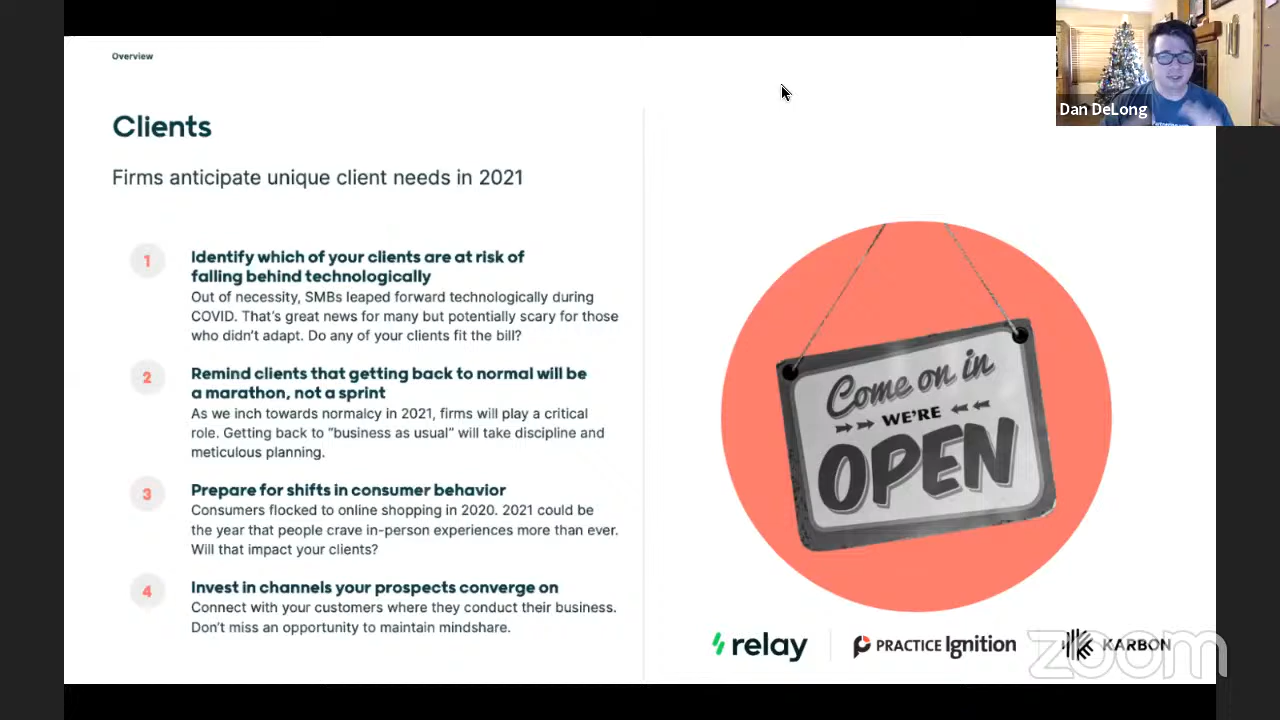 Overview
Clients
Firms anticipate unique client needs in 2021
1
Identify which of your clients are at risk of
falling behind technologically
Out of necessity, SMBs leaped forward technologically during
COVID. That's great news for many but potentially scary for those
who didn't adapt. Do any of your clients fit the bill?
2
Remind clients that getting back to normal will be
a marathon, not a sprint
As we inch towards normalcy in 2021, firms will play a critical
role. Getting back to "business as usual" will take discipline and
meticulous planning.
3
Prepare for shifts in consumer behavior
Consumers flocked to online shopping in 2020. 2021 could be
the year that people crave in-person experiences more than ever.
Will that impact your clients?
4
Invest in channels your prospects converge on
Connect with your customers where they conduct their business.
Don't miss an opportunity to maintain mindshare.
Come on in
WE'RE
OPEN
relay
PRACTICE Ignition
KARBON
zoom
Dan DeLong